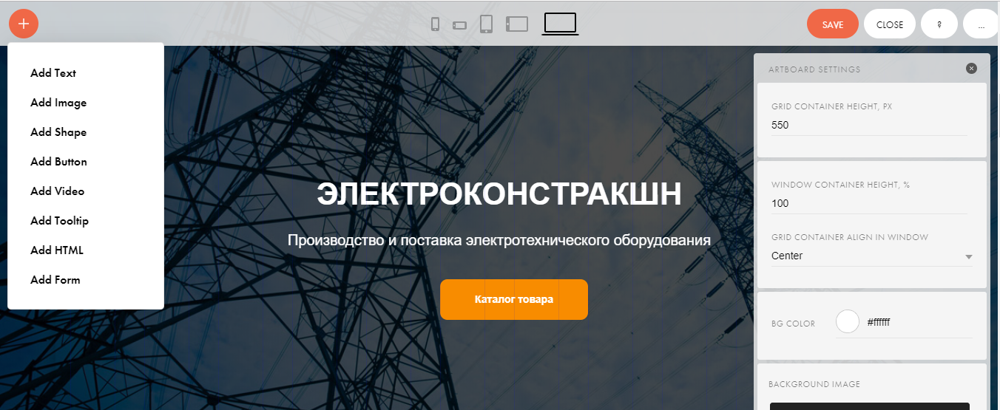 SAVE
CLOSE
?
...
Add Text
Add Image
Add Shape
Add Button
Add Video
Add Tooltip
Add HTML
Add Form
ЭЛЕКТРОКОНСТРАКШН
Производство и поставка электротехнического оборудования
Каталог товара
ARTBOARD SETTINGS
GRID CONTAINER HEIGHT, PX
550
WINDOW CONTAINER HEIGHT, %
100
GRID CONTAINER ALIGN IN WINDOW
Center
BG COLOR
#ffffff
BACKGROUND IMAGE